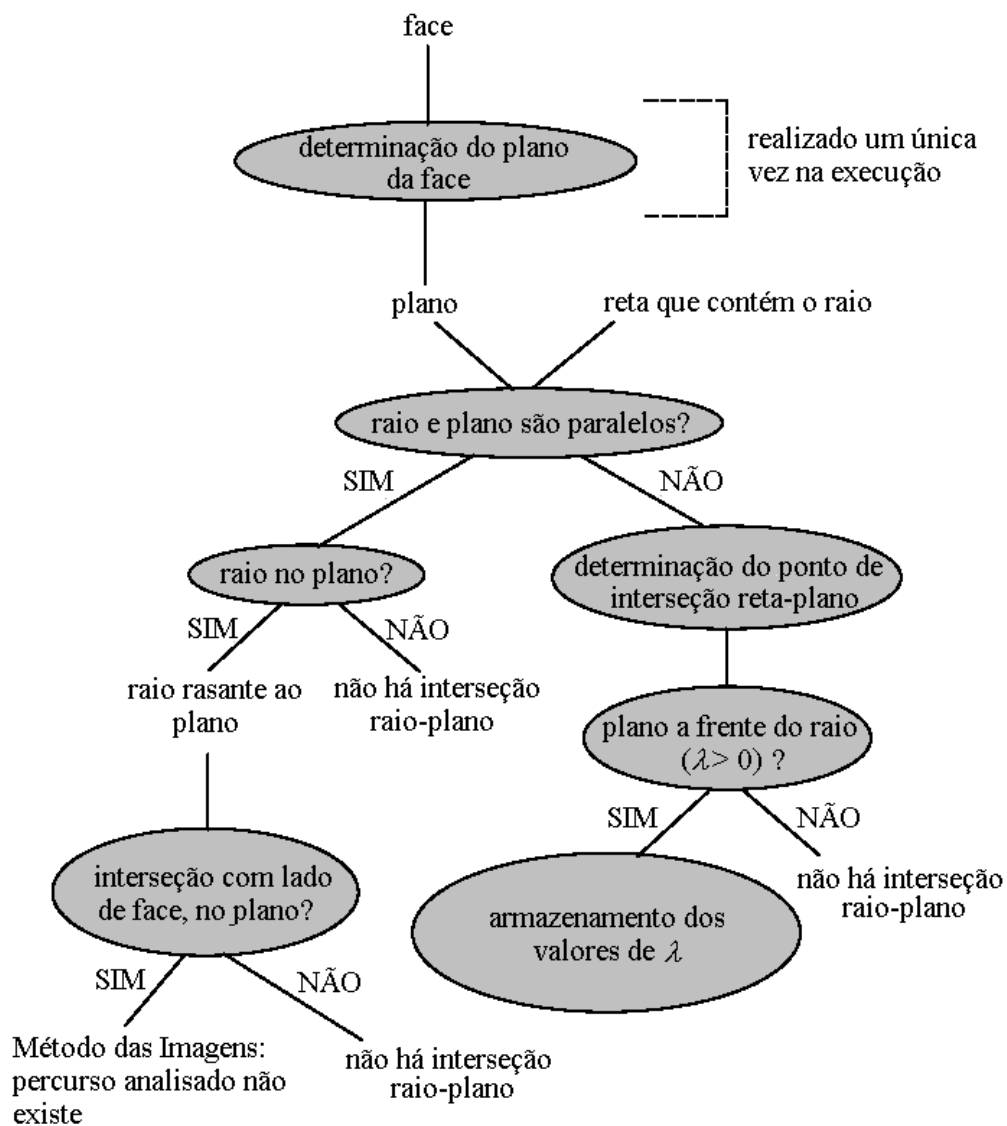 face
determinação do plano
da face
realizado um única
vez na execução
plano
reta que contém o raio
raio e plano são paralelos?
SIM
NÃO
raio no plano?
determinação do ponto de
interseção reta-plano
SIM
NÃO
raio rasante ao
plano
não há interseção
raio-plano
plano a frente do raio
(λ> 0) ?
SIM
NÃO
interseção com lado
de face, no plano?
armazenamento dos
valores de λ
não há interseção
raio-plano
SIM
NÃO
Método das Imagens:
percurso analisado não
existe
não há interseção
raio-plano